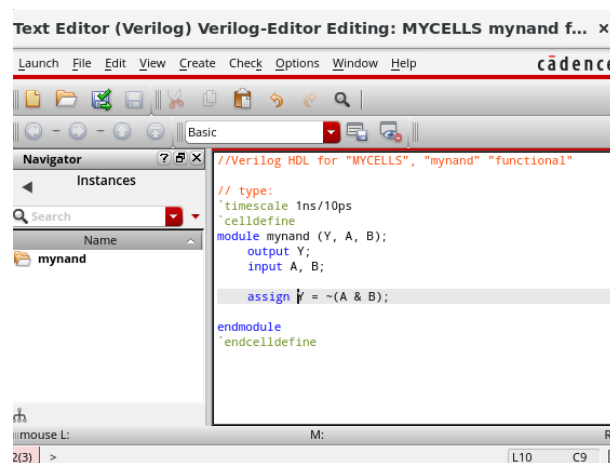 Text Editor (Verilog) Verilog-Editor Editing: MYCELLS mynand f... ×
Launch File Edit View Create Check Options Window Help cādence
Basic
Navigator ? ×
Instances
Search
Name
mynand
//Verilog HDL for "MYCELLS", "mynand" "functional"
// type:
`timescale 1ns/10ps
`celldefine
module mynand (Y, A, B);
output Y;
input A, B;
assign Y = ~(A & B);
endmodule
`endcelldefine
mouse L: M: R
2(3) > L10 C9